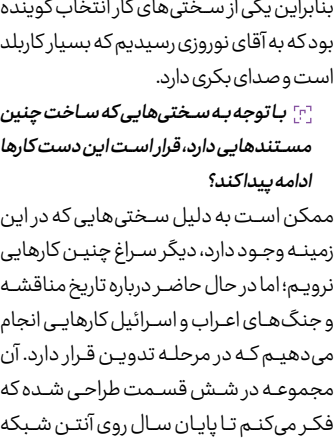 بنابراین یکی از سختی‌های کار انتخاب گوینده
بود که به آقای نوروزی رسیدیم که بسیار کاربلد
است و صدای بکری دارد.
با توجه به سختی‌هایی که ساخت چنین
مستندهایی دارد، قرار است این دست کارها
ادامه پیدا کند؟
ممکن است به دلیل سختی‌هایی که در این
زمینه وجود دارد، دیگر سراغ چنین کارهایی
نرویم؛ اما در حال حاضر درباره تاریخ مناقشه
و جنگ‌های اعراب و اسرائیل کارهایی انجام
می‌دهیم که در مرحله تدوین قرار دارد. آن
مجموعه در شش قسمت طراحی شده که
فکر می‌کنم تا پایان سال روی آنتن شبکه